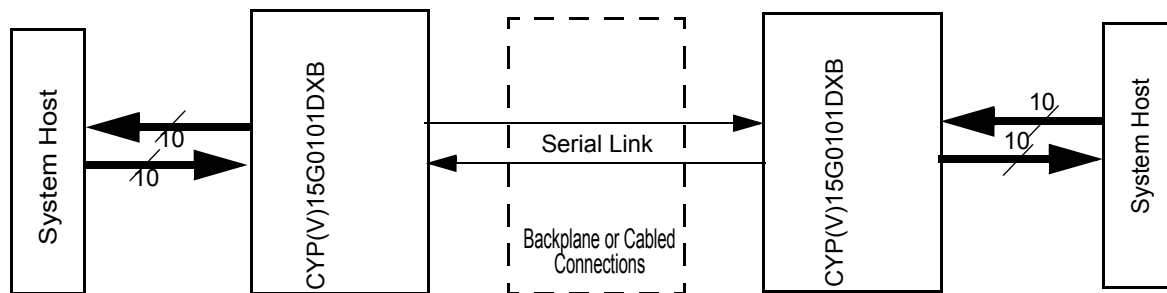 System Host
10
10
CYP(V)15G0101DXB
Serial Link
Backplane or Cabled
Connections
CYP(V)15G0101DXB
10
10
System Host